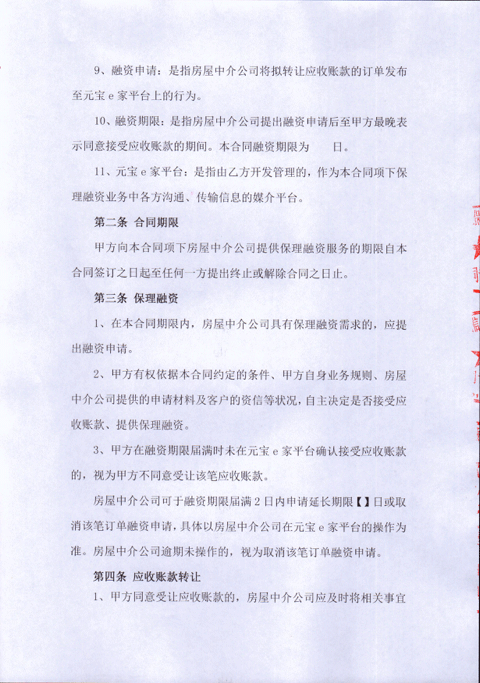 9、融资申请：是指房屋中介公司将拟转让应收账款的订单发布
至元宝e家平台上的行为。
10、融资期限：是指房屋中介公司提出融资申请后至甲方最晚表
示同意接受应收账款的期间。本合同融资期限为 日。
11、元宝e家平台：是指由乙方开发管理的，作为本合同项下保
理融资业务中各方沟通、传输信息的媒介平台。
第二条 合同期限
甲方向本合同项下房屋中介公司提供保理融资服务的期限自本
合同签订之日起至任何一方提出终止或解除合同之日止。
第三条 保理融资
1、在本合同期限内，房屋中介公司具有保理融资需求的，应提
出融资申请。
2、甲方有权依据本合同约定的条件、甲方自身业务规则、房屋
中介公司提供的申请材料及客户的资信等状况，自主决定是否接受应
收账款、提供保理融资。
3、甲方在融资期限届满时未在元宝e家平台确认接受应收账款
的，视为甲方不同意受让该笔应收账款。
房屋中介公司可于融资期限届满2日内申请延长期限【】日或取
消该笔订单融资申请，具体以房屋中介公司在元宝e家平台的操作为
准。房屋中介公司逾期未操作的，视为取消该笔订单融资申请。
第四条 应收账款转让
1、甲方同意受让应收账款的，房屋中介公司应及时将相关事宜